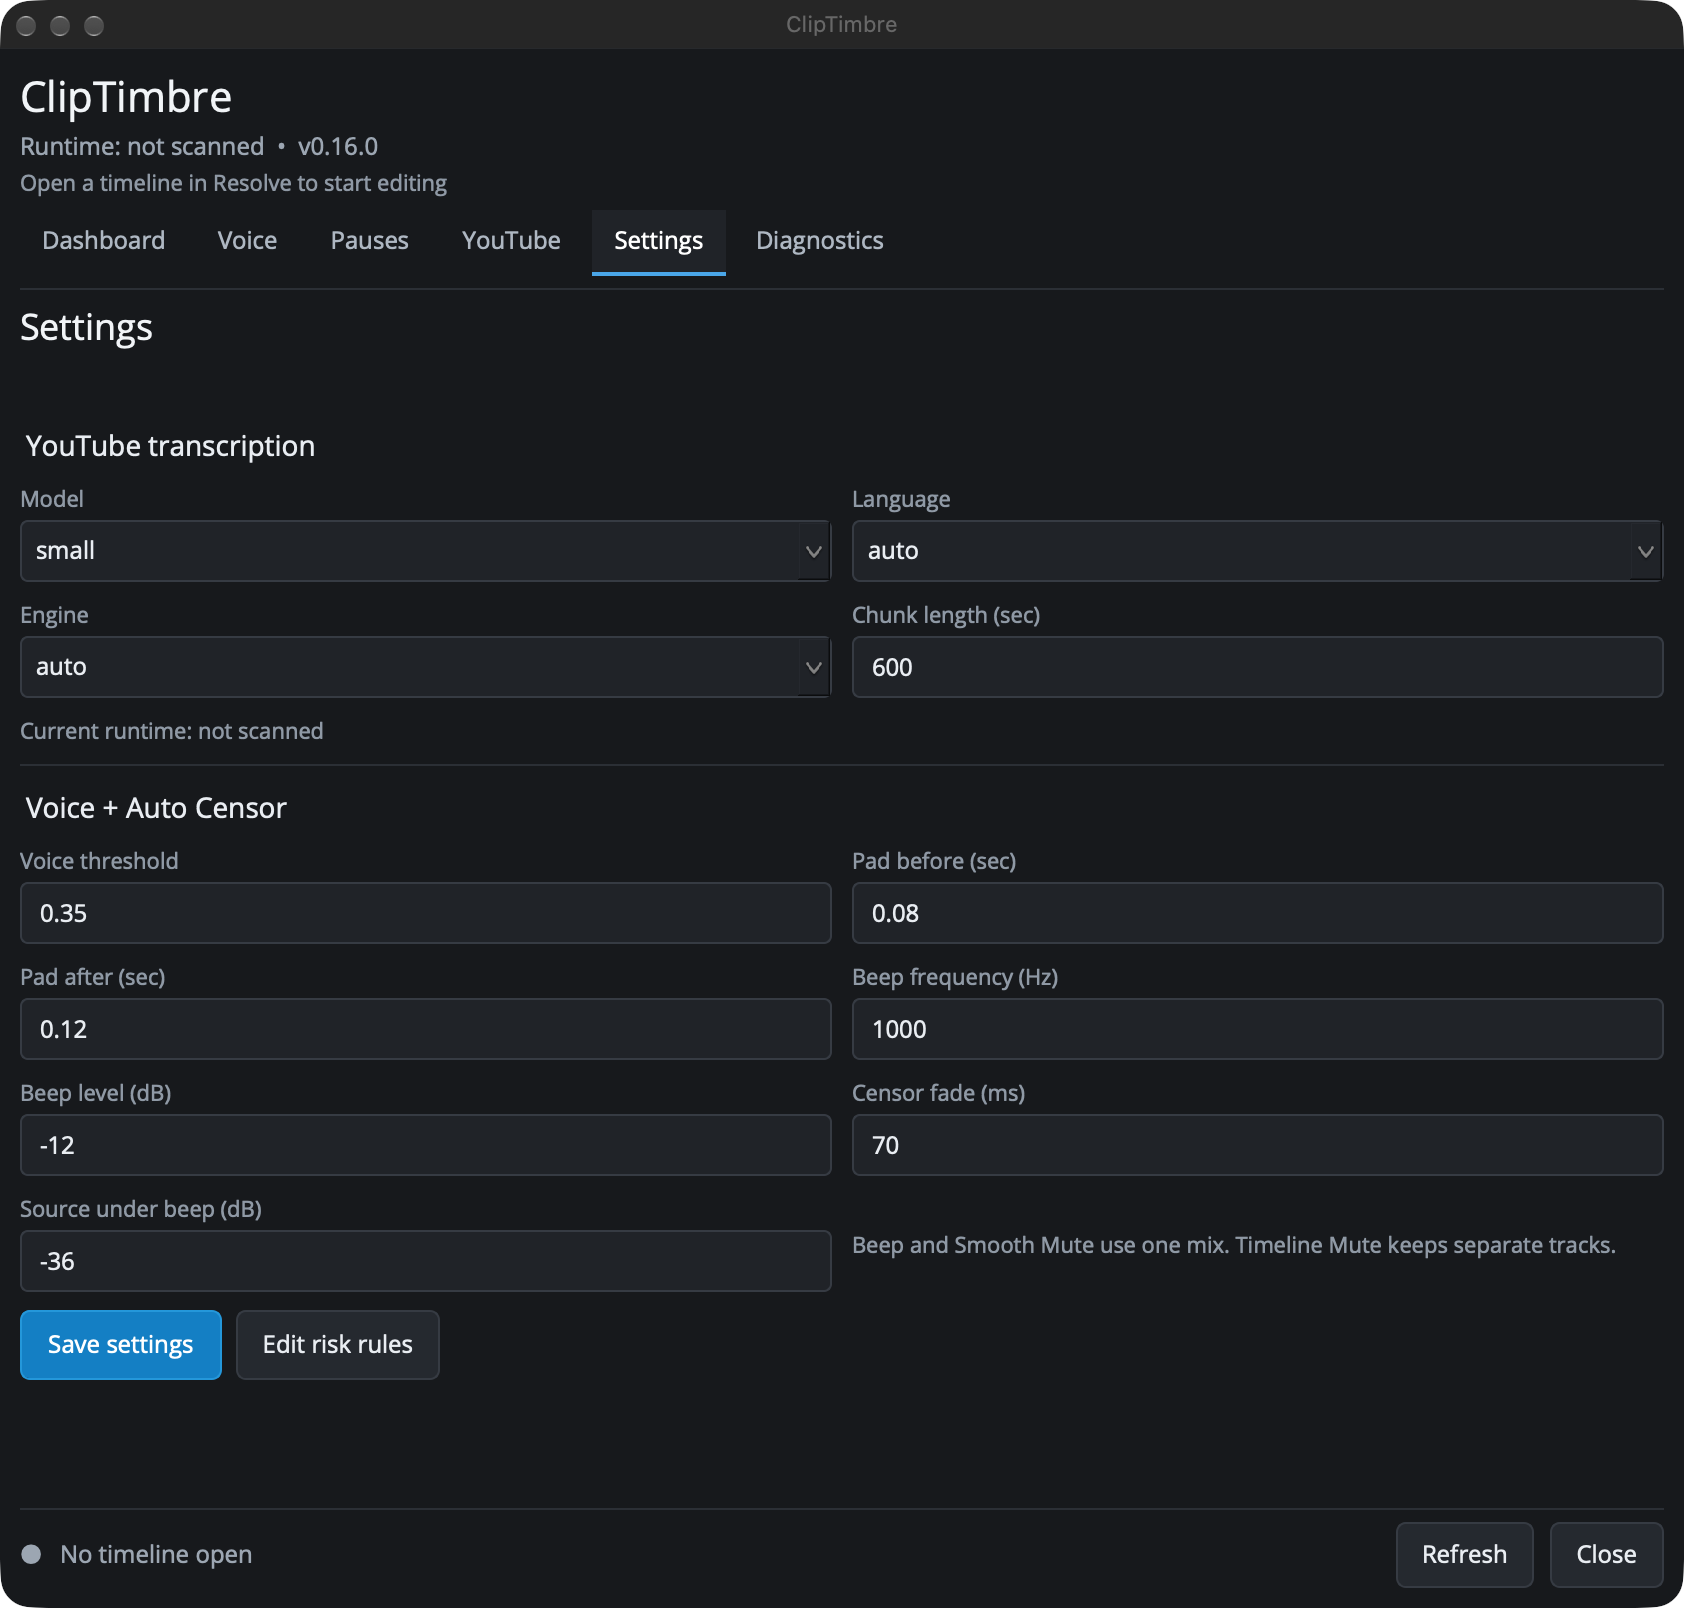 ClipTimbre
ClipTimbre
Runtime: not scanned • v0.16.0
Open a timeline in Resolve to start editing
Dashboard Voice Pauses YouTube Settings Diagnostics
Settings
YouTube transcription
Model Language
small auto
Engine Chunk length (sec)
auto 600
Current runtime: not scanned
Voice + Auto Censor
Voice threshold Pad before (sec)
0.35 0.08
Pad after (sec) Beep frequency (Hz)
0.12 1000
Beep level (dB) Censor fade (ms)
-12 70
Source under beep (dB)
-36 Beep and Smooth Mute use one mix. Timeline Mute keeps separate tracks.
Save settings Edit risk rules
No timeline open Refresh Close